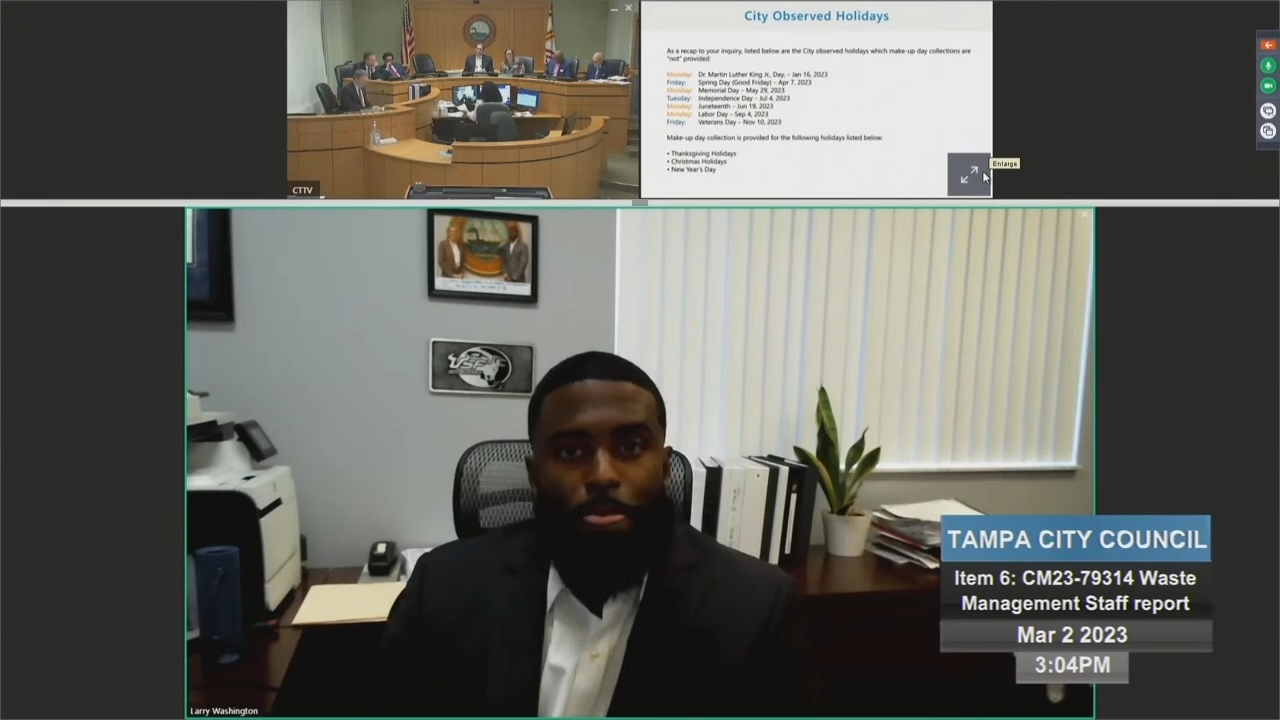 City Observed Holidays
As a recap to your inquiry, listed below are the City observed holidays which make-up day collections are
"not" provided:
Monday: Dr. Martin Luther King Jr, Day, – Jan 16, 2023
Friday: Spring Day (Good Friday) – Apr 7, 2023
Monday: Memorial Day – May 29, 2023
Tuesday: Independence Day – Jul 4, 2023
Monday: Juneteenth – Jun 19, 2023
Monday: Labor Day – Sep 4, 2023
Friday: Veterans Day – Nov 10, 2023
Make-up day collection is provided for the following holidays listed below:
• Thanksgiving Holidays
• Christmas Holidays
• New Year's Day
Enlarge
CTTV
USF
TAMPA CITY COUNCIL
Item 6: CM23-79314 Waste
Management Staff report
Mar 2 2023
3:04PM
Larry Washington